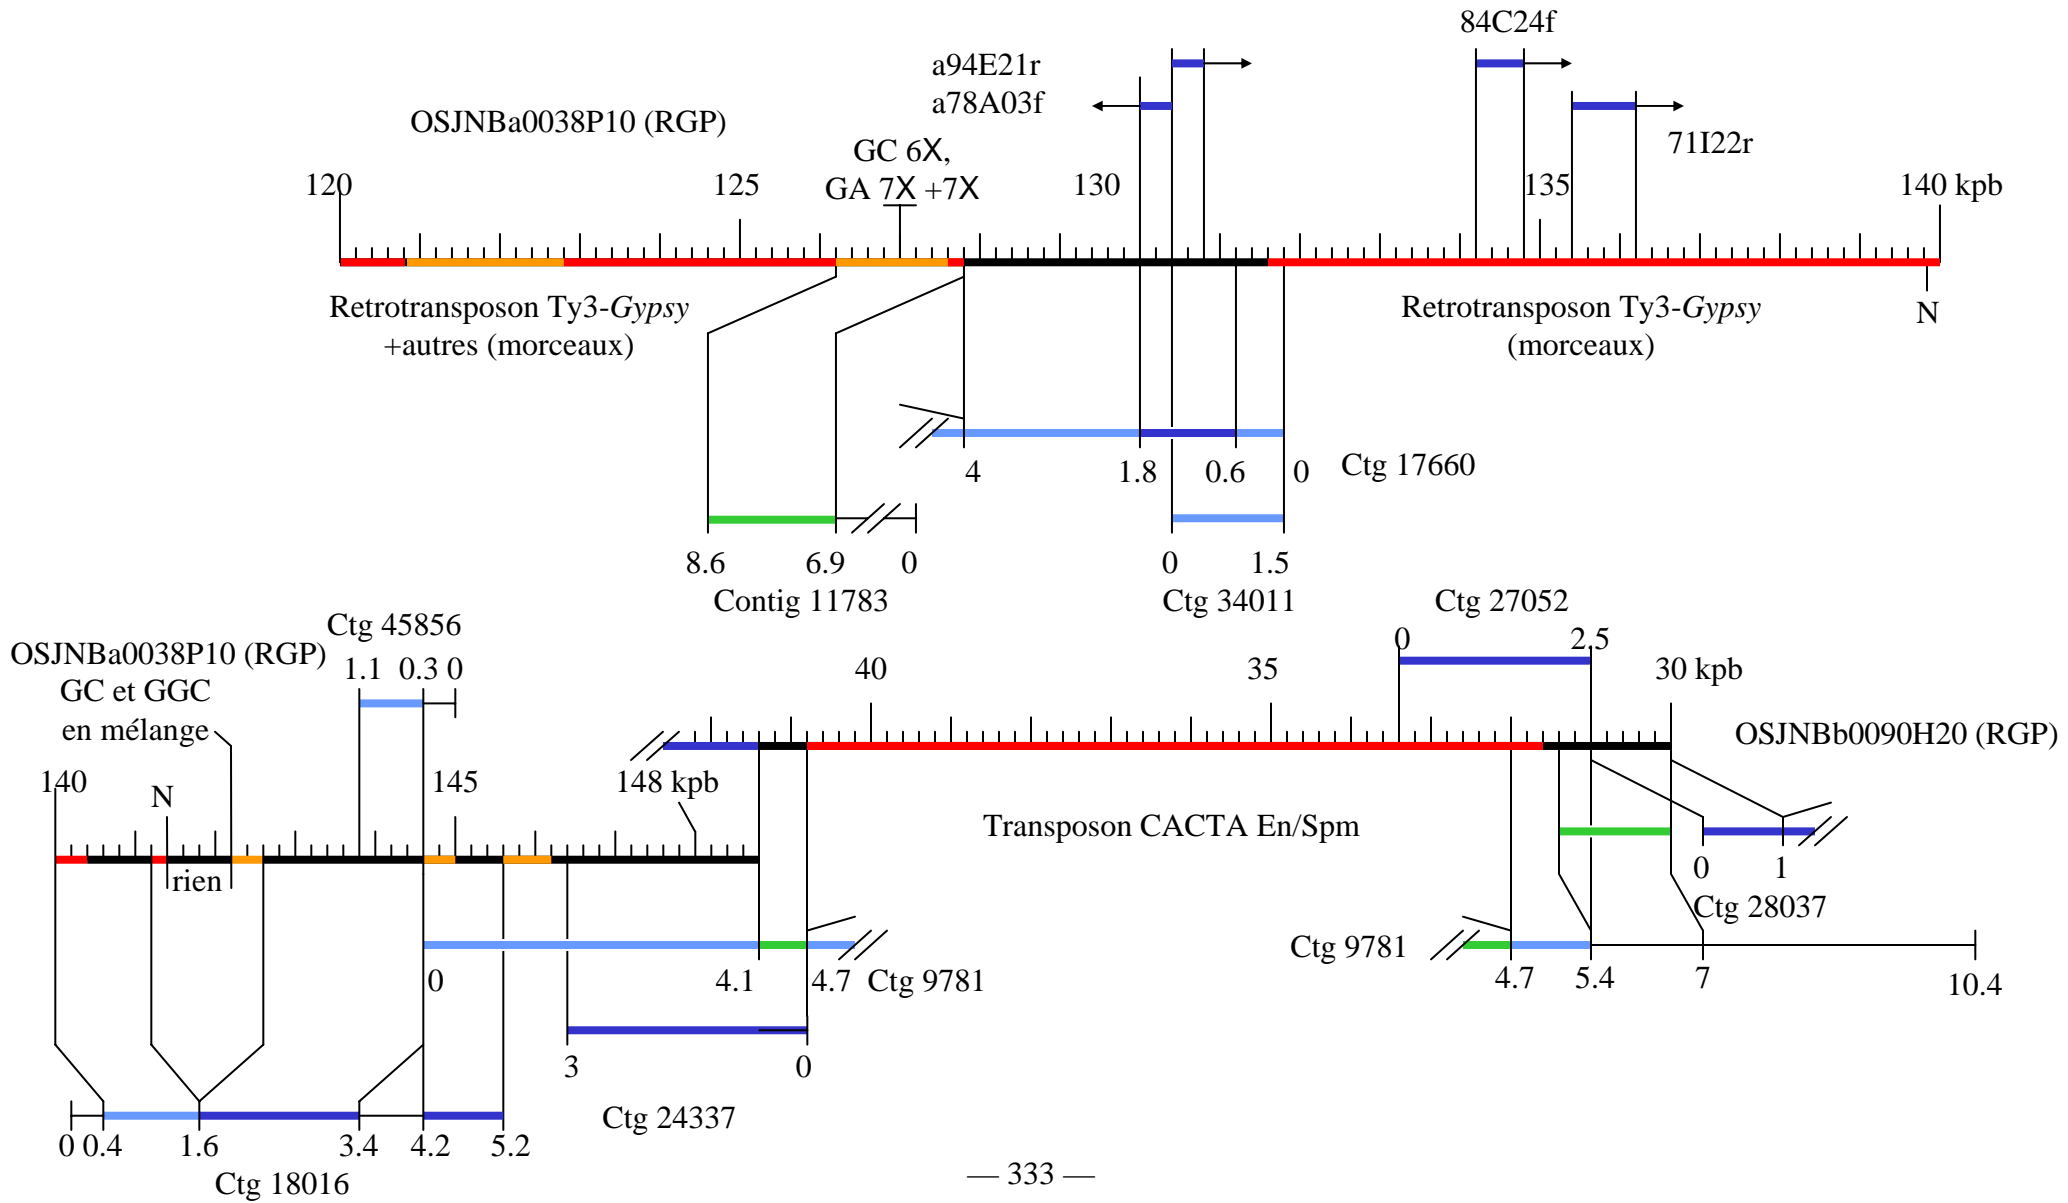 84C24f
a94E21r
a78A03f
OSJNBa0038P10 (RGP)
71I22r
GC 6X,
GA 7X +7X
120
125
130
135
140 kpb
Retrotransposon Ty3-Gypsy
+autres (morceaux)
Retrotransposon Ty3-Gypsy
(morceaux)
N
4
1.8
0.6
0
Ctg 17660
8.6
6.9
0
0
1.5
Contig 11783
Ctg 34011
Ctg 27052
Ctg 45856
0
2.5
OSJNBa0038P10 (RGP)
1.1
0.3
0
40
35
30 kpb
GC et GGC
en mélange
OSJNBb0090H20 (RGP)
140
N
145
148 kpb
Transposon CACTA En/Spm
rien
0
1
Ctg 28037
Ctg 9781
0
4.1
4.7
Ctg 9781
4.7
5.4
7
10.4
3
0
Ctg 24337
0
0.4
1.6
3.4
4.2
5.2
Ctg 18016
— 333 —